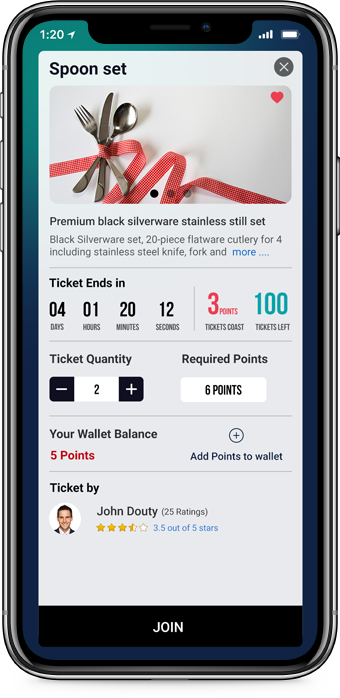 1:20
Spoon set
Premium black silverware stainless still set
Black Silverware set, 20-piece flatware cutlery for 4
including stainless steel knife, fork and more ....
Ticket Ends in
04 01 20 12 3 POINTS 100
DAYS HOURS MINUTES SECONDS TICKETS COAST TICKETS LEFT
Ticket Quantity Required Points
2 6 POINTS
Your Wallet Balance
5 Points Add Points to wallet
Ticket by
John Douty (25 Ratings)
3.5 out of 5 stars
JOIN